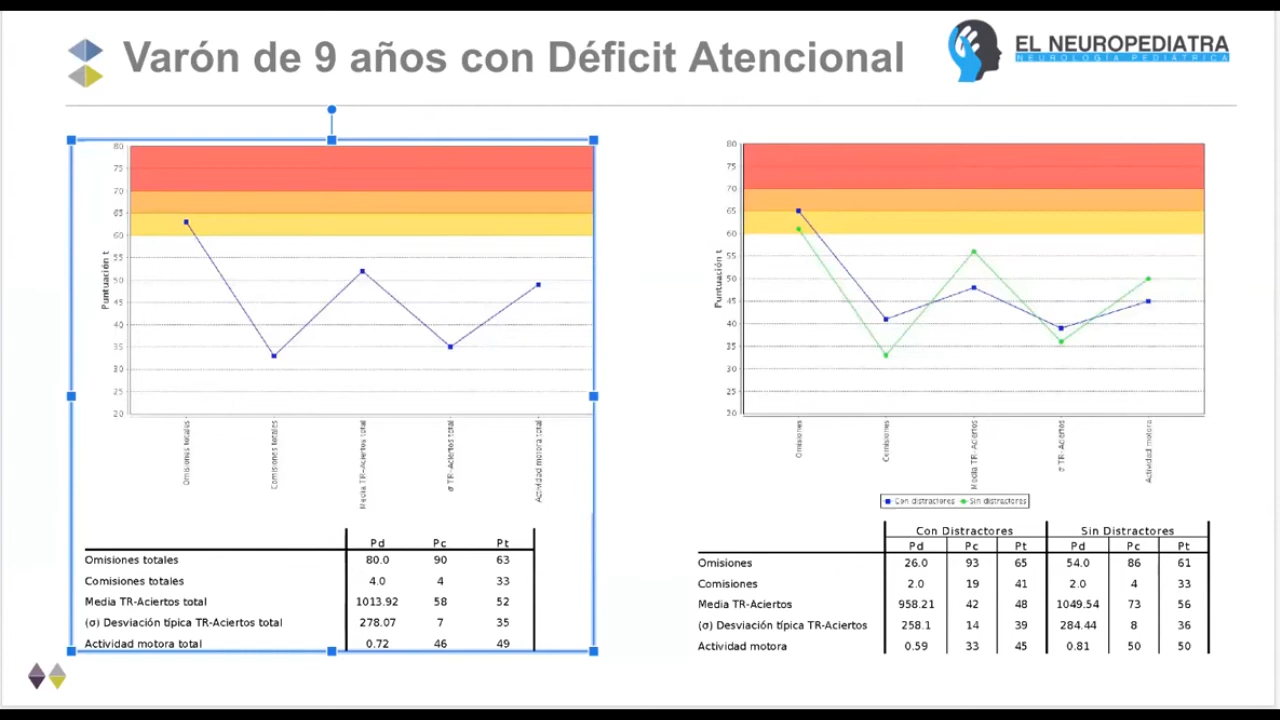 Varón de 9 años con Déficit Atencional
EL NEUROPEDIATRA
NEUROLOGÍA PEDIÁTRICA
80
75
70
65
60
55
50
45
40
35
30
25
20
Puntuación t
Omisiones totales
Comisiones totales
Media TR-Aciertos total
σ TR-Aciertos total
Actividad motora total
Pd Pc Pt
Omisiones totales 80.0 90 63
Comisiones totales 4.0 4 33
Media TR-Aciertos total 1013.92 58 52
(σ) Desviación típica TR-Aciertos total 278.07 7 35
Actividad motora total 0.72 46 49
80
75
70
65
60
55
50
45
40
35
30
25
20
Puntuación t
Omisiones
Comisiones
Media TR-Aciertos
σ TR-Aciertos
Actividad motora
Con distractores Sin distractores
Con Distractores Sin Distractores
Pd Pc Pt Pd Pc Pt
Omisiones 26.0 93 65 54.0 86 61
Comisiones 2.0 19 41 2.0 4 33
Media TR-Aciertos 958.21 42 48 1049.54 73 56
(σ) Desviación típica TR-Aciertos 258.1 14 39 284.44 8 36
Actividad motora 0.59 33 45 0.81 50 50